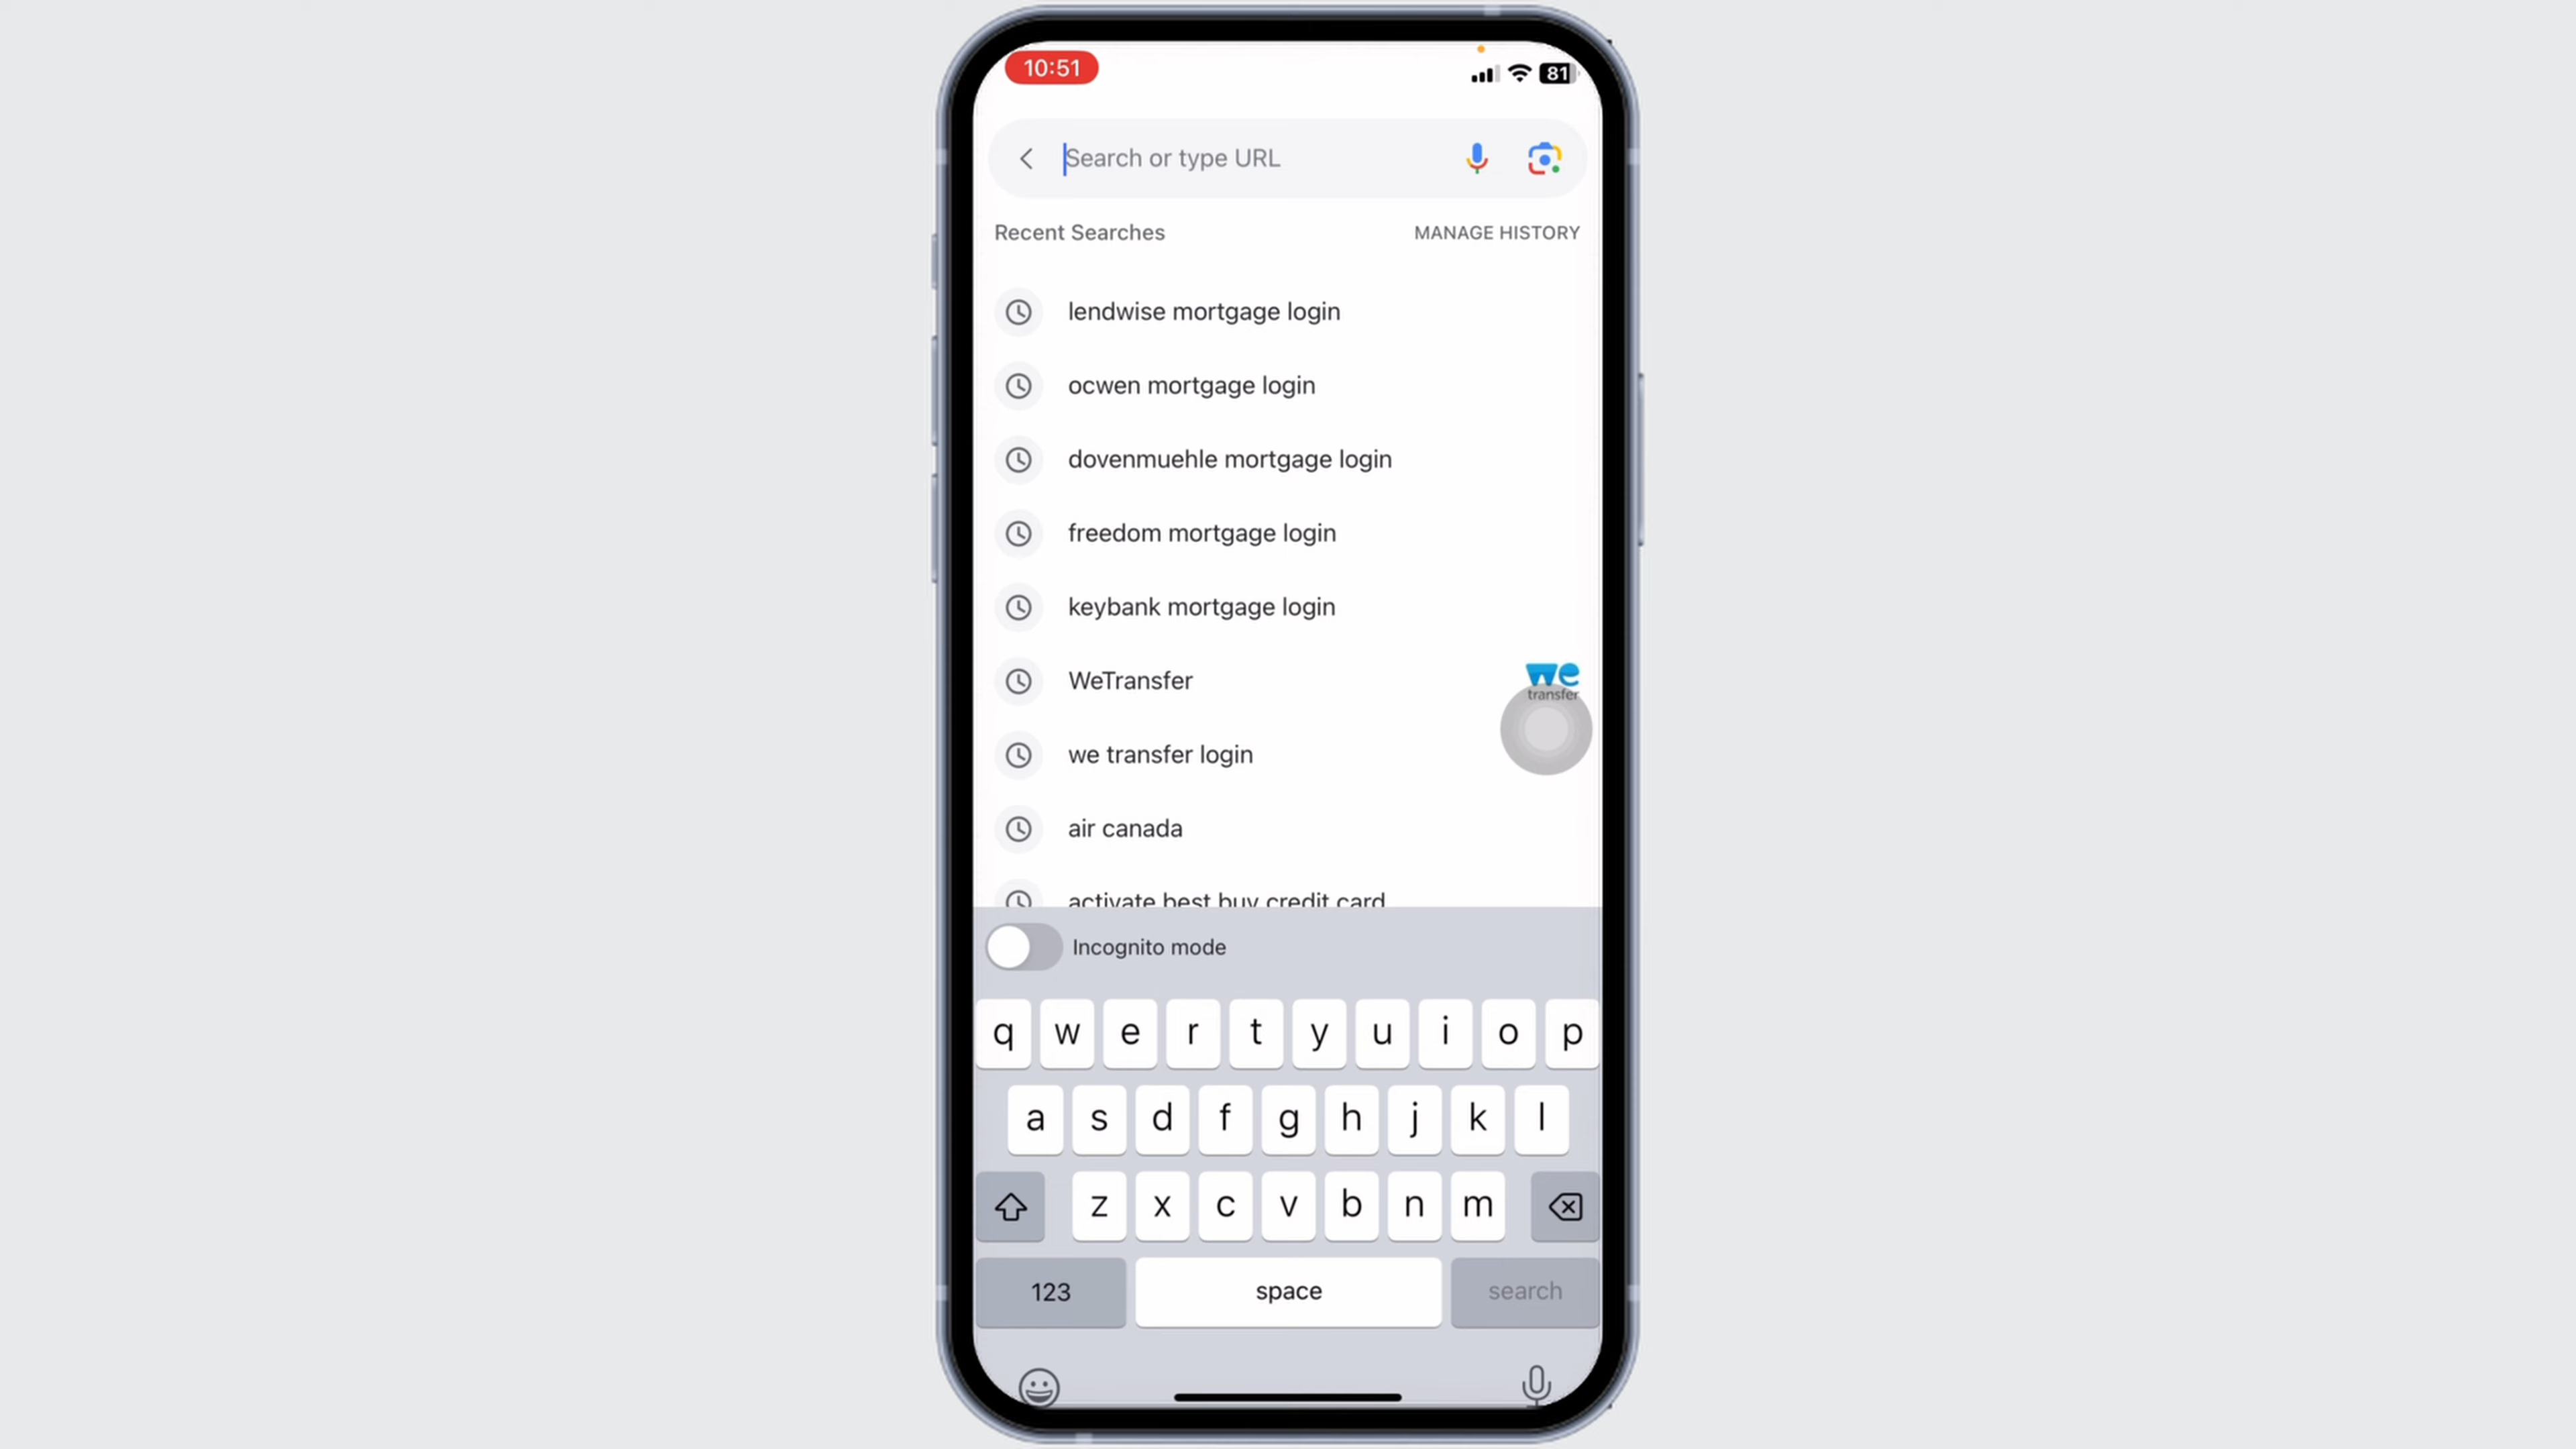 10:51
81
Search or type URL
Recent Searches
MANAGE HISTORY
lendwise mortgage login
ocwen mortgage login
dovenmuehle mortgage login
freedom mortgage login
keybank mortgage login
WeTransfer
we
transfer
we transfer login
air canada
activate best buy credit card
Incognito mode
q w e r t y u i o p
a s d f g h j k l
z x c v b n m
123 space search